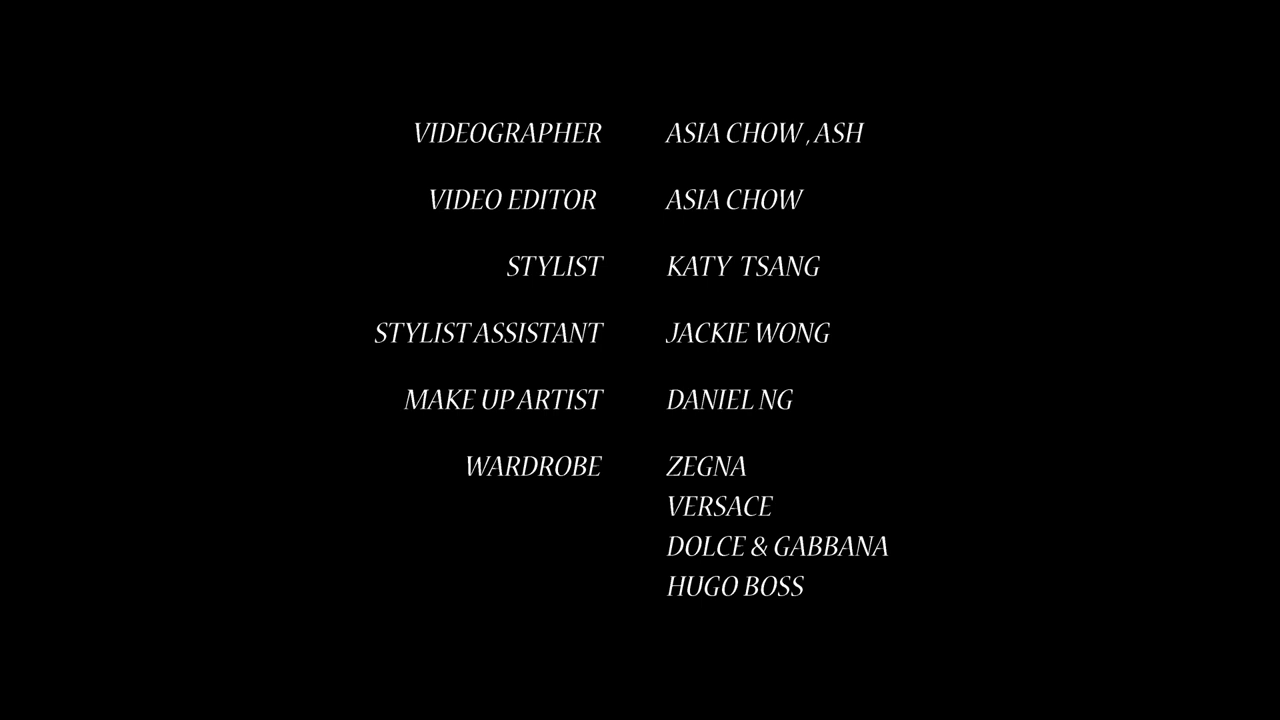 VIDEOGRAPHER ASIA CHOW , ASH
VIDEO EDITOR ASIA CHOW
STYLIST KATY TSANG
STYLIST ASSISTANT JACKIE WONG
MAKE UP ARTIST DANIEL NG
WARDROBE ZEGNA
VERSACE
DOLCE & GABBANA
HUGO BOSS